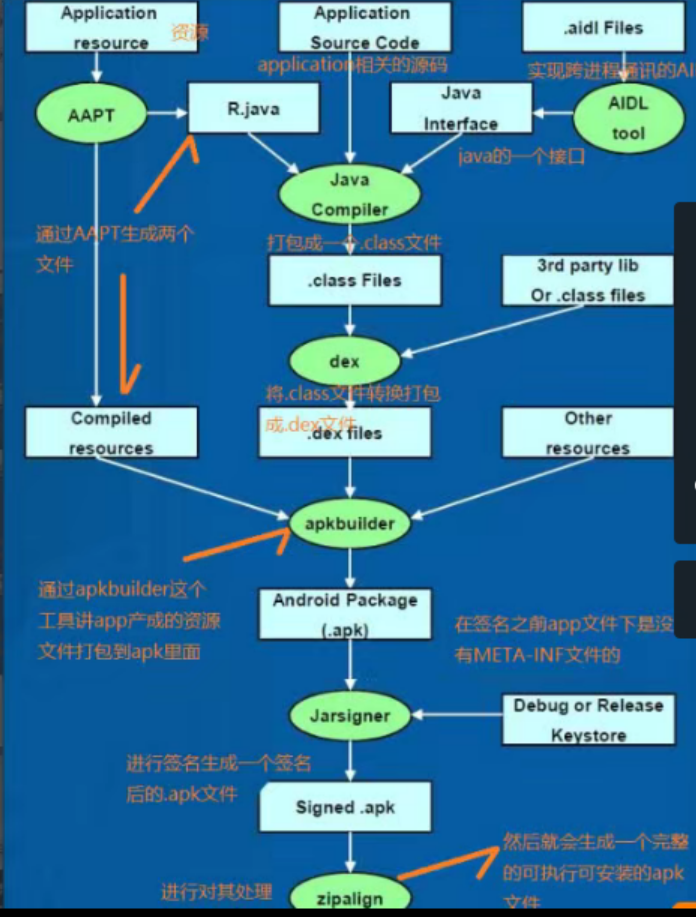 Application
resource
资源
Application
Source Code
application相关的源码
.aidl Files
实现跨进程通讯的AI
AAPT
R.java
Java
Interface
AIDL
tool
java的一个接口
Java
Compiler
通过AAPT生成两个
文件
打包成一个.class文件
.class Files
3rd party lib
Or .class files
dex
将.class文件转换打包
成.dex文件
.dex files
Compiled
resources
Other
resources
apkbuilder
通过apkbuilder这个
工具讲app产成的资源
文件打包到apk里面
Android Package
(.apk)
在签名之前app文件下是没
有META-INF文件的
Jarsigner
Debug or Release
Keystore
进行签名生成一个签名
后的.apk文件
Signed .apk
然后就会生成一个完整
的可执行可安装的apk
文件
进行对其处理
zipalign